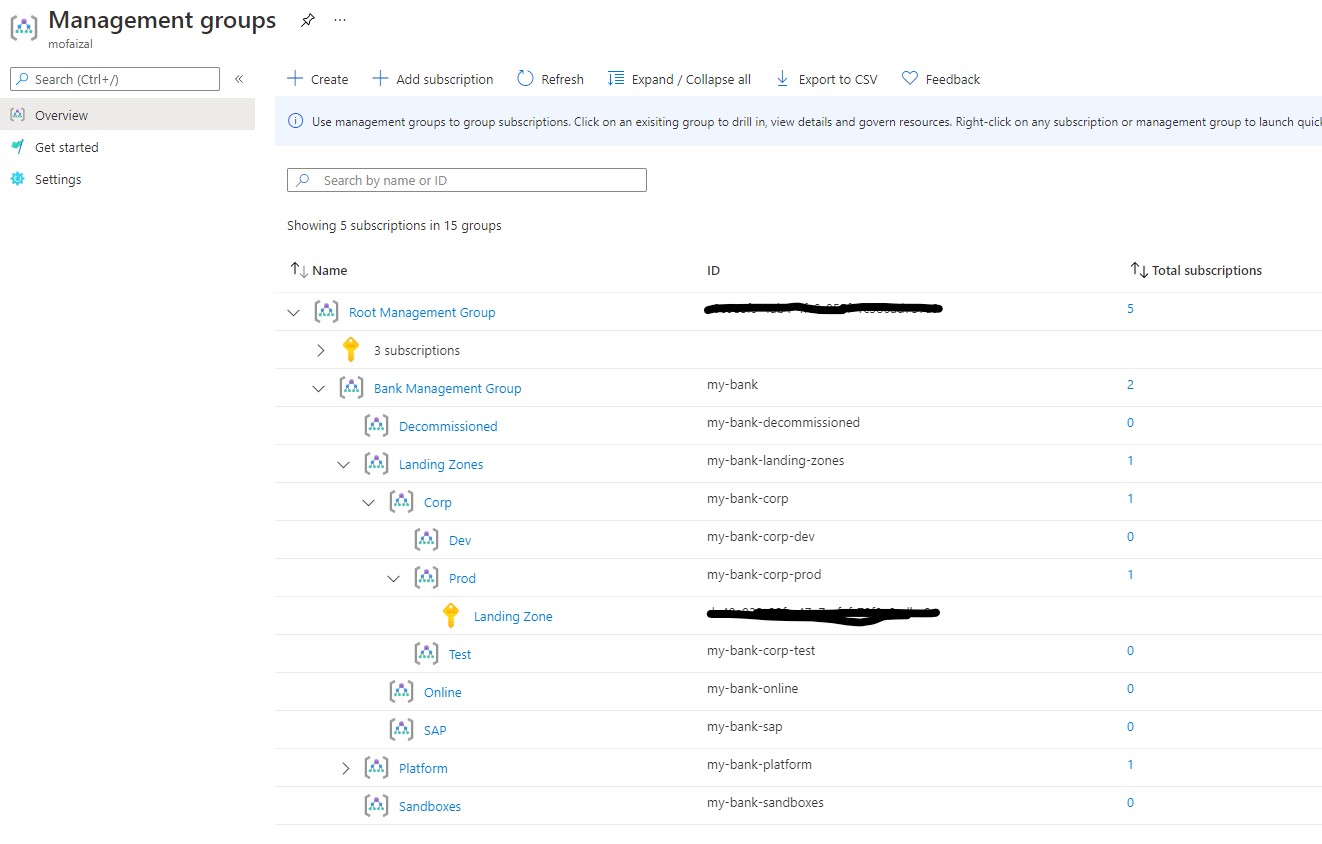 Management groups
mofaizal
Search (Ctrl+/)
«
Overview
Get started
Settings
Create Add subscription Refresh Expand / Collapse all Export to CSV Feedback
Use management groups to group subscriptions. Click on an exisiting group to drill in, view details and govern resources. Right-click on any subscription or management group to launch quick
Search by name or ID
Showing 5 subscriptions in 15 groups
Name ID Total subscriptions
Root Management Group 5
3 subscriptions
Bank Management Group my-bank 2
Decommissioned my-bank-decommissioned 0
Landing Zones my-bank-landing-zones 1
Corp my-bank-corp 1
Dev my-bank-corp-dev 0
Prod my-bank-corp-prod 1
Landing Zone
Test my-bank-corp-test 0
Online my-bank-online 0
SAP my-bank-sap 0
Platform my-bank-platform 1
Sandboxes my-bank-sandboxes 0